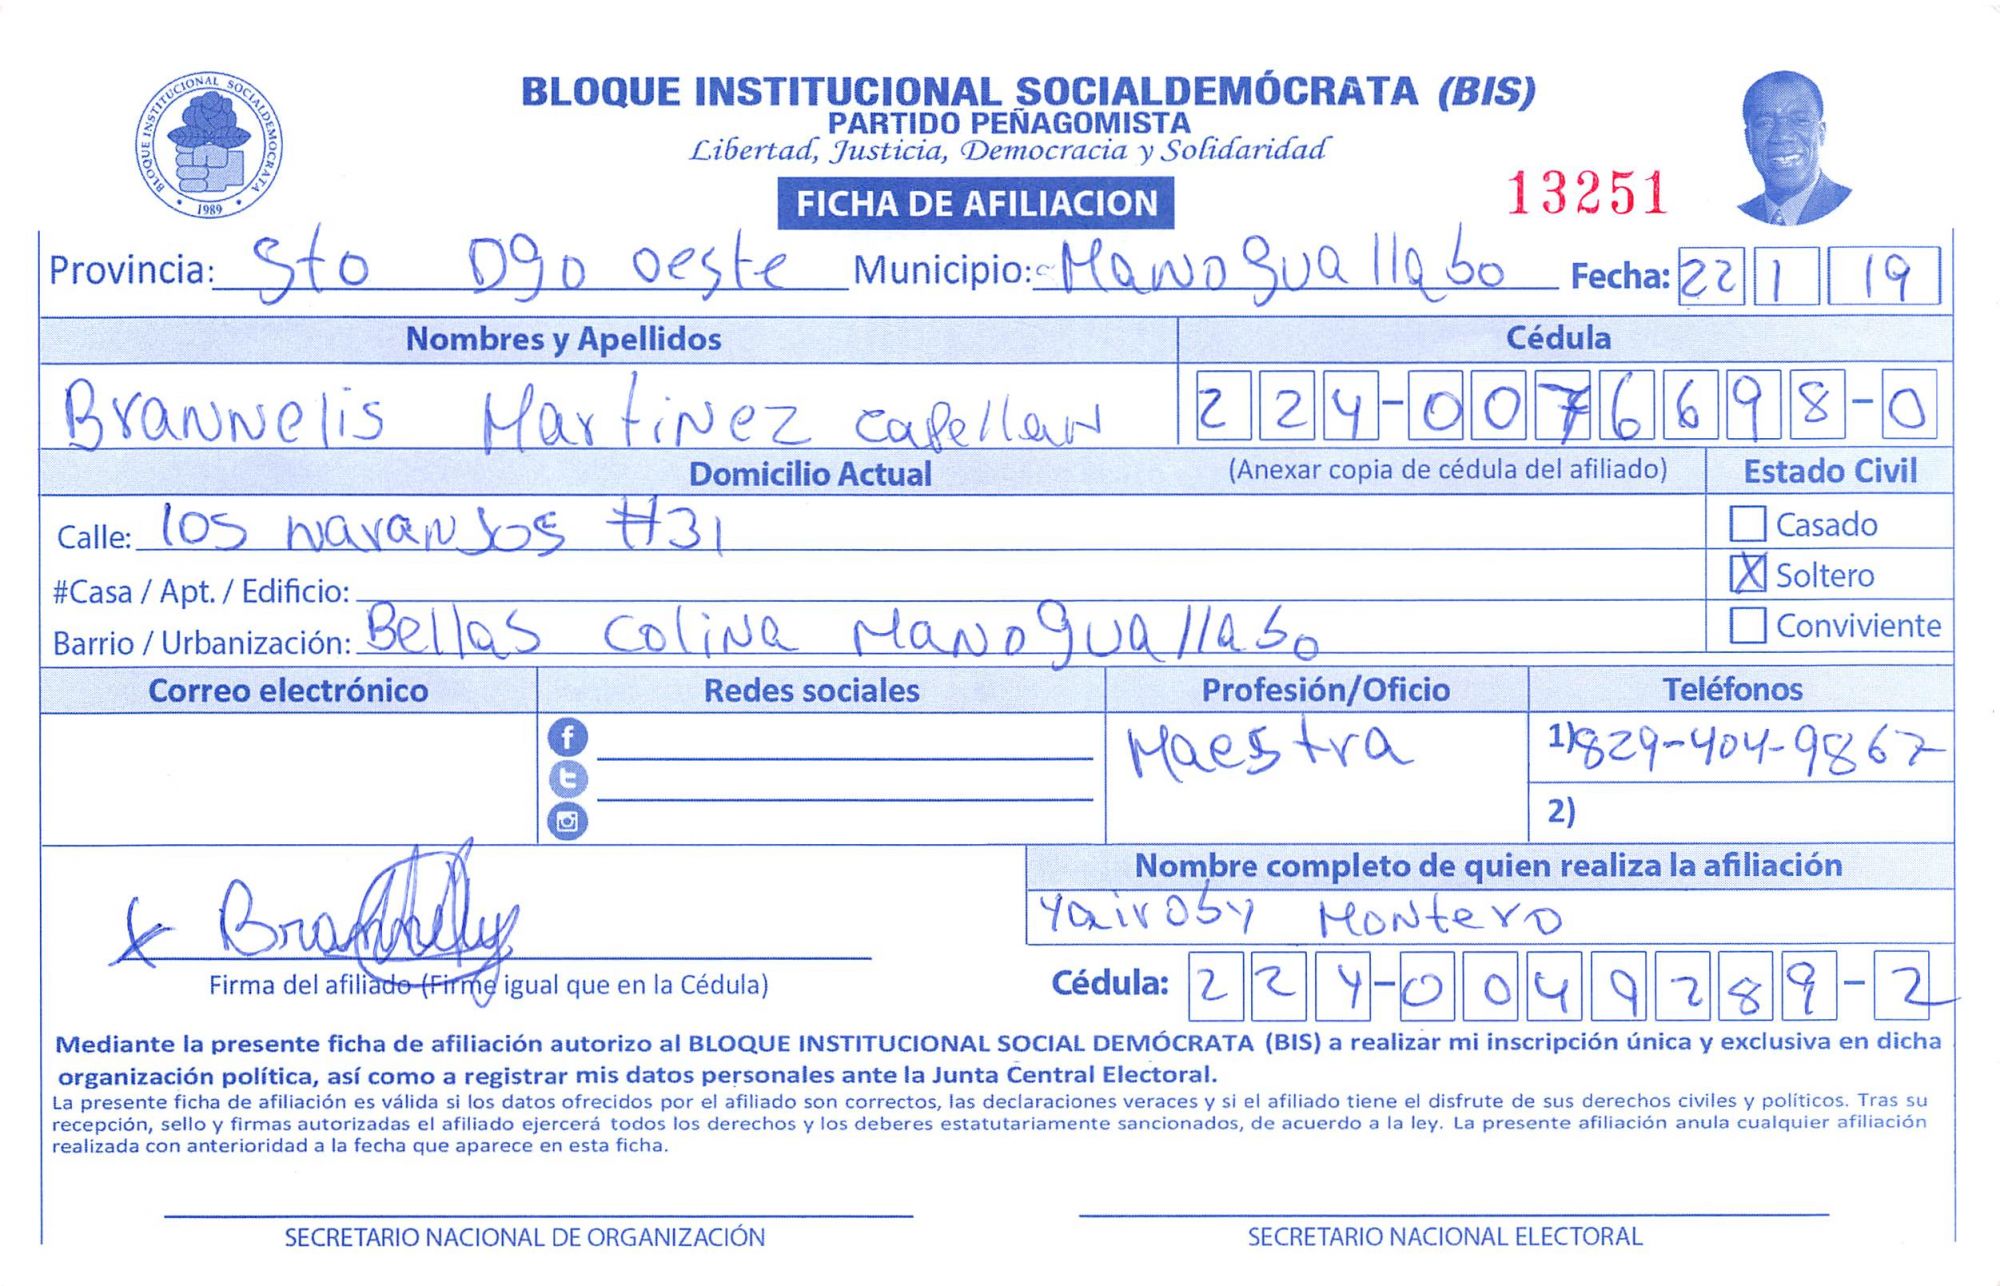 BLOQUE INSTITUCIONAL SOCIALDEMÓCRATA (BIS)
PARTIDO PEÑAGOMISTA
Libertad, Justicia, Democracia y Solidaridad
BLOQUE INSTITUCIONAL SOCIALDEMOCRATA
1989
FICHA DE AFILIACION
13251
Provincia: Sto Dgo oeste Municipio: Manoguallabo Fecha: 22 1 19
Nombres y Apellidos Cédula
Brannelis Martinez Capellan 224-0076698-0
Domicilio Actual (Anexar copia de cédula del afiliado) Estado Civil
Calle: los naranjos #31
Casado
#Casa / Apt. / Edificio:
X Soltero
Barrio / Urbanización: Bellas Colina Manoguallabo
Conviviente
Correo electrónico Redes sociales Profesión/Oficio Teléfonos
Maestra 1) 829-404-9867
2)
Nombre completo de quien realiza la afiliación
Yairoby Montero
X Brannelly
Firma del afiliado (Firme igual que en la Cédula) Cédula: 224-0049289-2
Mediante la presente ficha de afiliación autorizo al BLOQUE INSTITUCIONAL SOCIAL DEMÓCRATA (BIS) a realizar mi inscripción única y exclusiva en dicha
organización política, así como a registrar mis datos personales ante la Junta Central Electoral.
La presente ficha de afiliación es válida si los datos ofrecidos por el afiliado son correctos, las declaraciones veraces y si el afiliado tiene el disfrute de sus derechos civiles y políticos. Tras su
recepción, sello y firmas autorizadas el afiliado ejercerá todos los derechos y los deberes estatutariamente sancionados, de acuerdo a la ley. La presente afiliación anula cualquier afiliación
realizada con anterioridad a la fecha que aparece en esta ficha.
SECRETARIO NACIONAL DE ORGANIZACIÓN SECRETARIO NACIONAL ELECTORAL